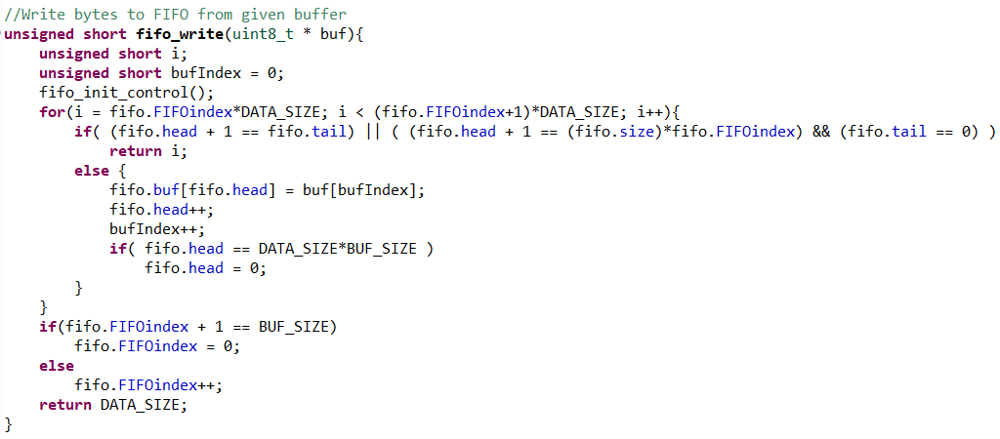 //Write bytes to FIFO from given buffer
unsigned short fifo_write(uint8_t * buf){
    unsigned short i;
    unsigned short bufIndex = 0;
    fifo_init_control();
    for(i = fifo.FIFOindex*DATA_SIZE; i < (fifo.FIFOindex+1)*DATA_SIZE; i++){
        if( (fifo.head + 1 == fifo.tail) || ( (fifo.head + 1 == (fifo.size)*fifo.FIFOindex) && (fifo.tail == 0) )
            return i;
        else {
            fifo.buf[fifo.head] = buf[bufIndex];
            fifo.head++;
            bufIndex++;
            if( fifo.head == DATA_SIZE*BUF_SIZE )
                fifo.head = 0;
        }
    }
    if(fifo.FIFOindex + 1 == BUF_SIZE)
        fifo.FIFOindex = 0;
    else
        fifo.FIFOindex++;
    return DATA_SIZE;
}